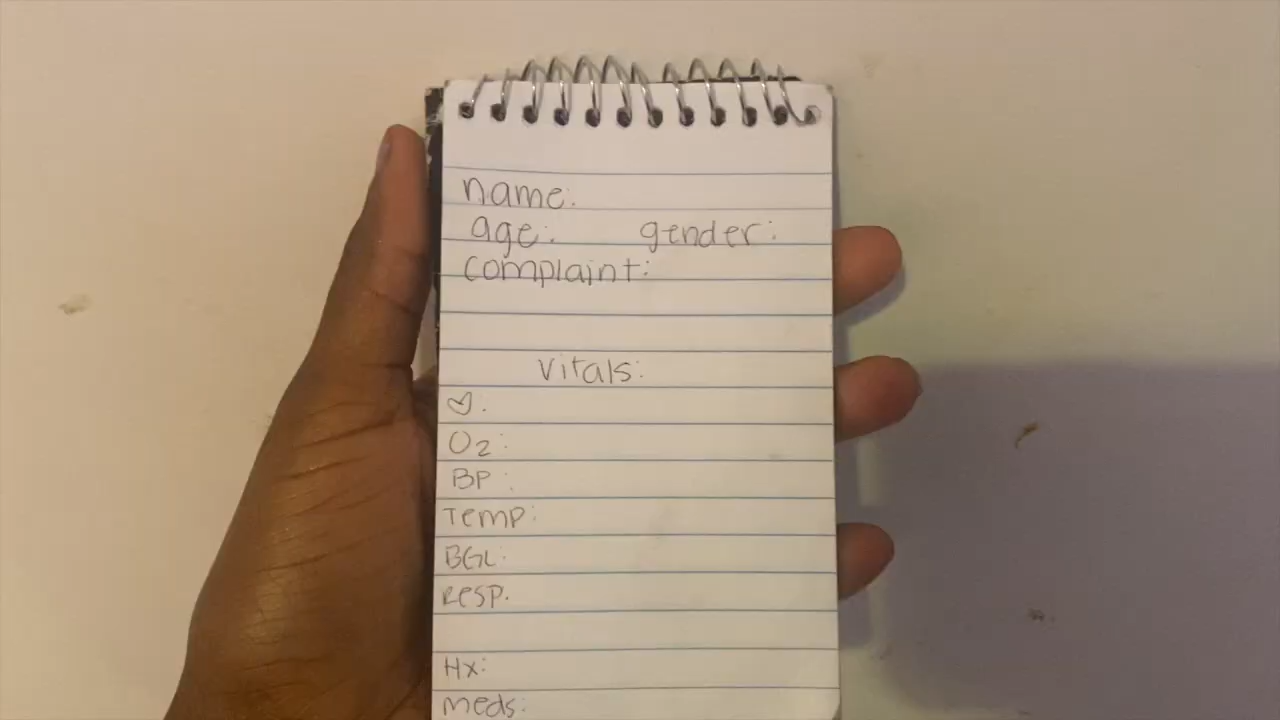 name:
age: gender:
complaint:
vitals:
♡:
O2:
BP:
Temp:
BGL:
Resp.
Hx:
meds: